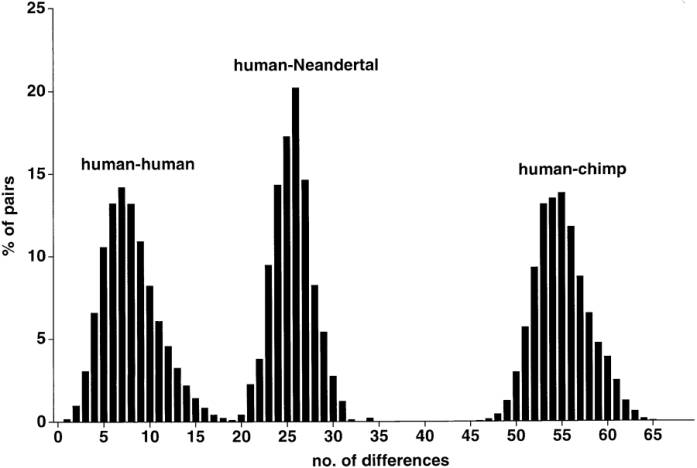 25
human-Neandertal
20
human-human
human-chimp
15
% of pairs
10
5
0
0 5 10 15 20 25 30 35 40 45 50 55 60 65
no. of differences